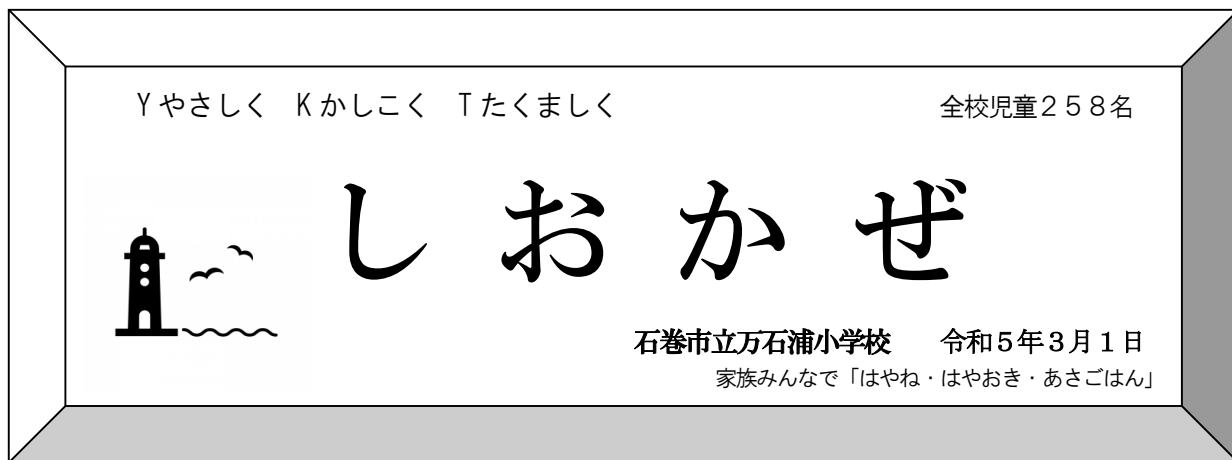 Yやさしく　Kかしこく　Tたくましく　　全校児童２５８名
しおかぜ
石巻市立万石浦小学校　　令和５年３月１日
家族みんなで「はやね・はやおき・あさごはん」